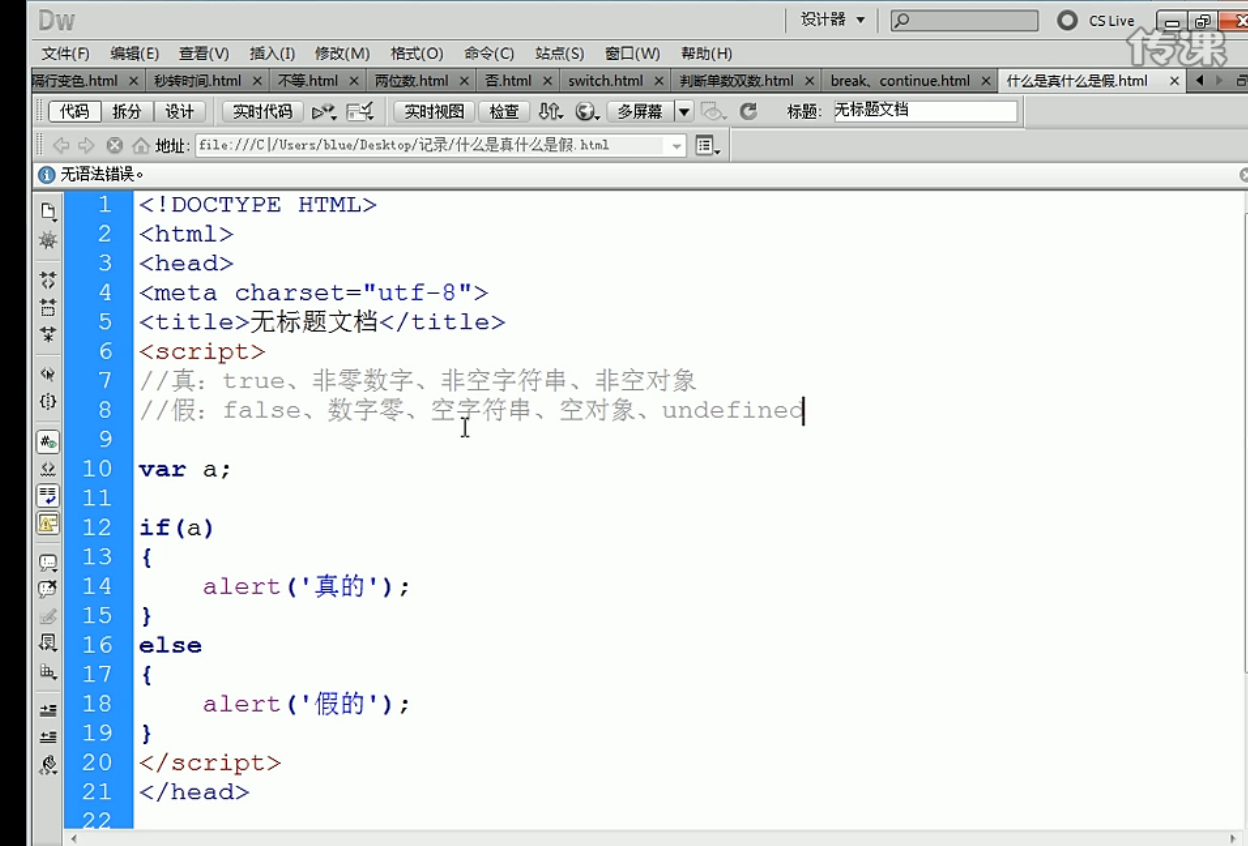 Dw 设计器 CS Live
传课
文件(F) 编辑(E) 查看(V) 插入(I) 修改(M) 格式(O) 命令(C) 站点(S) 窗口(W) 帮助(H)
隔行变色.html 秒转时间.html 不等.html 两位数.html 否.html switch.html 判断单数双数.html break、continue.html 什么是真什么是假.html
代码 拆分 设计 实时代码 实时视图 检查 多屏幕 标题: 无标题文档
地址: file:///C|/Users/blue/Desktop/记录/什么是真什么是假.html
无语法错误。
1 <!DOCTYPE HTML>
2 <html>
3 <head>
4 <meta charset="utf-8">
5 <title>无标题文档</title>
6 <script>
7 //真：true、非零数字、非空字符串、非空对象
8 //假：false、数字零、空字符串、空对象、undefined
9
10 var a;
11
12 if(a)
13 {
14 alert('真的');
15 }
16 else
17 {
18 alert('假的');
19 }
20 </script>
21 </head>
22